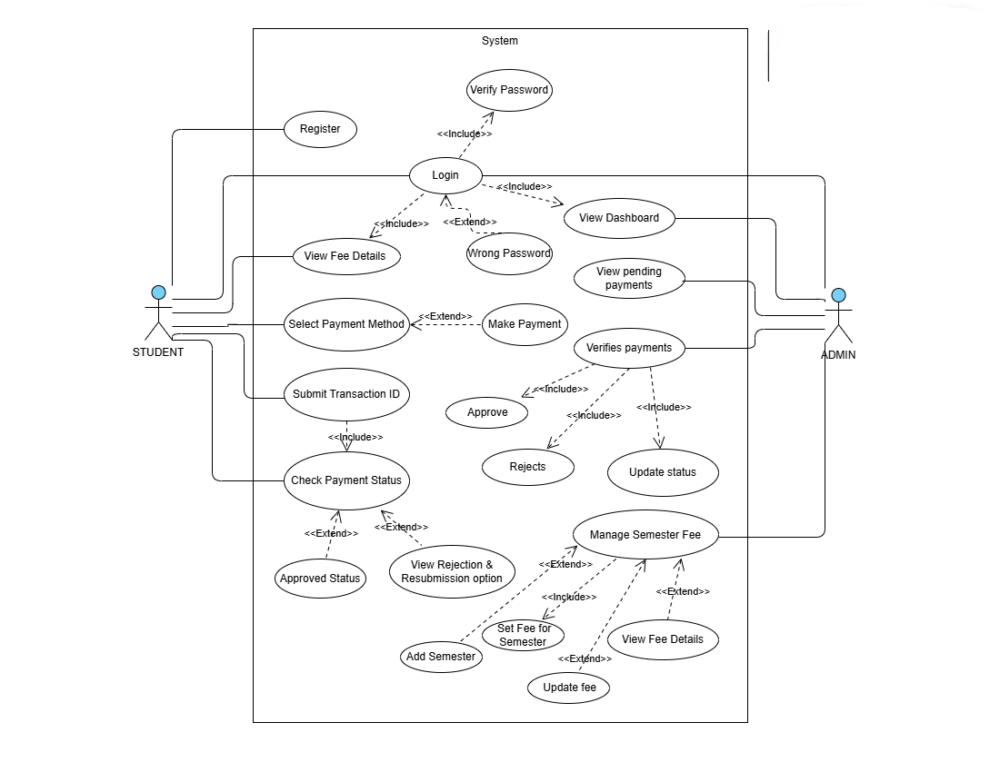 System
Verify Password
Register
<<Include>>
Login
<<Include>>
<<Include>>
<<Extend>>
View Dashboard
View Fee Details
Wrong Password
View pending
payments
STUDENT
Select Payment Method
<<Extend>>
Make Payment
ADMIN
Verifies payments
Submit Transaction ID
<<Include>>
<<Include>>
<<Include>>
Approve
<<Include>>
Rejects
Update status
Check Payment Status
<<Extend>>
<<Extend>>
Manage Semester Fee
Approved Status
View Rejection &
Resubmission option
<<Extend>>
<<Include>>
<<Extend>>
Set Fee for
Semester
View Fee Details
Add Semester
<<Extend>>
Update fee